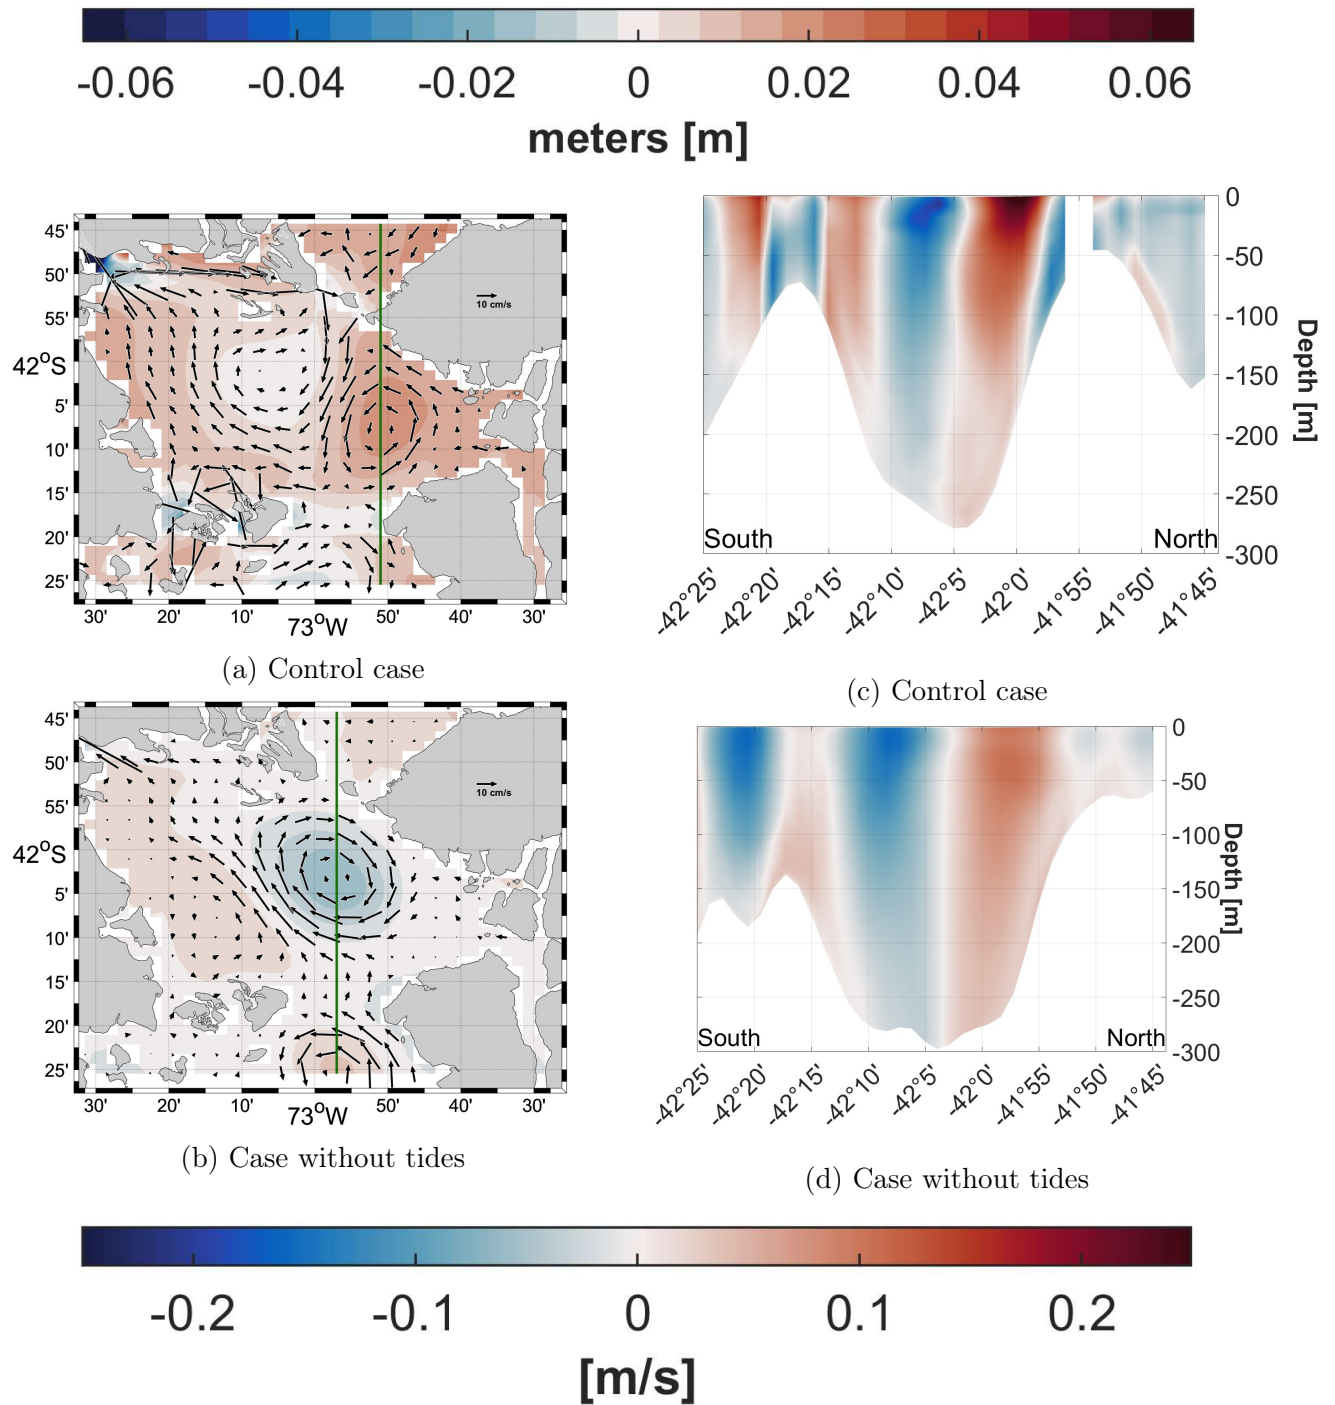 -0.06 -0.04 -0.02 0 0.02 0.04 0.06
meters [m]
45'
50'
55'
42°S
5'
10'
15'
20'
25'
10 cm/s
30' 20' 10' 73°W 50' 40' 30'
(a) Control case
0
-50
-100
-150
-200
-250
-300
Depth [m]
South North
-42°25' -42°20' -42°15' -42°10' -42°5' -42°0' -41°55' -41°50' -41°45'
(c) Control case
45'
50'
55'
42°S
5'
10'
15'
20'
25'
10 cm/s
30' 20' 10' 73°W 50' 40' 30'
(b) Case without tides
0
-50
-100
-150
-200
-250
-300
Depth [m]
South North
-42°25' -42°20' -42°15' -42°10' -42°5' -42°0' -41°55' -41°50' -41°45'
(d) Case without tides
-0.2 -0.1 0 0.1 0.2
[m/s]